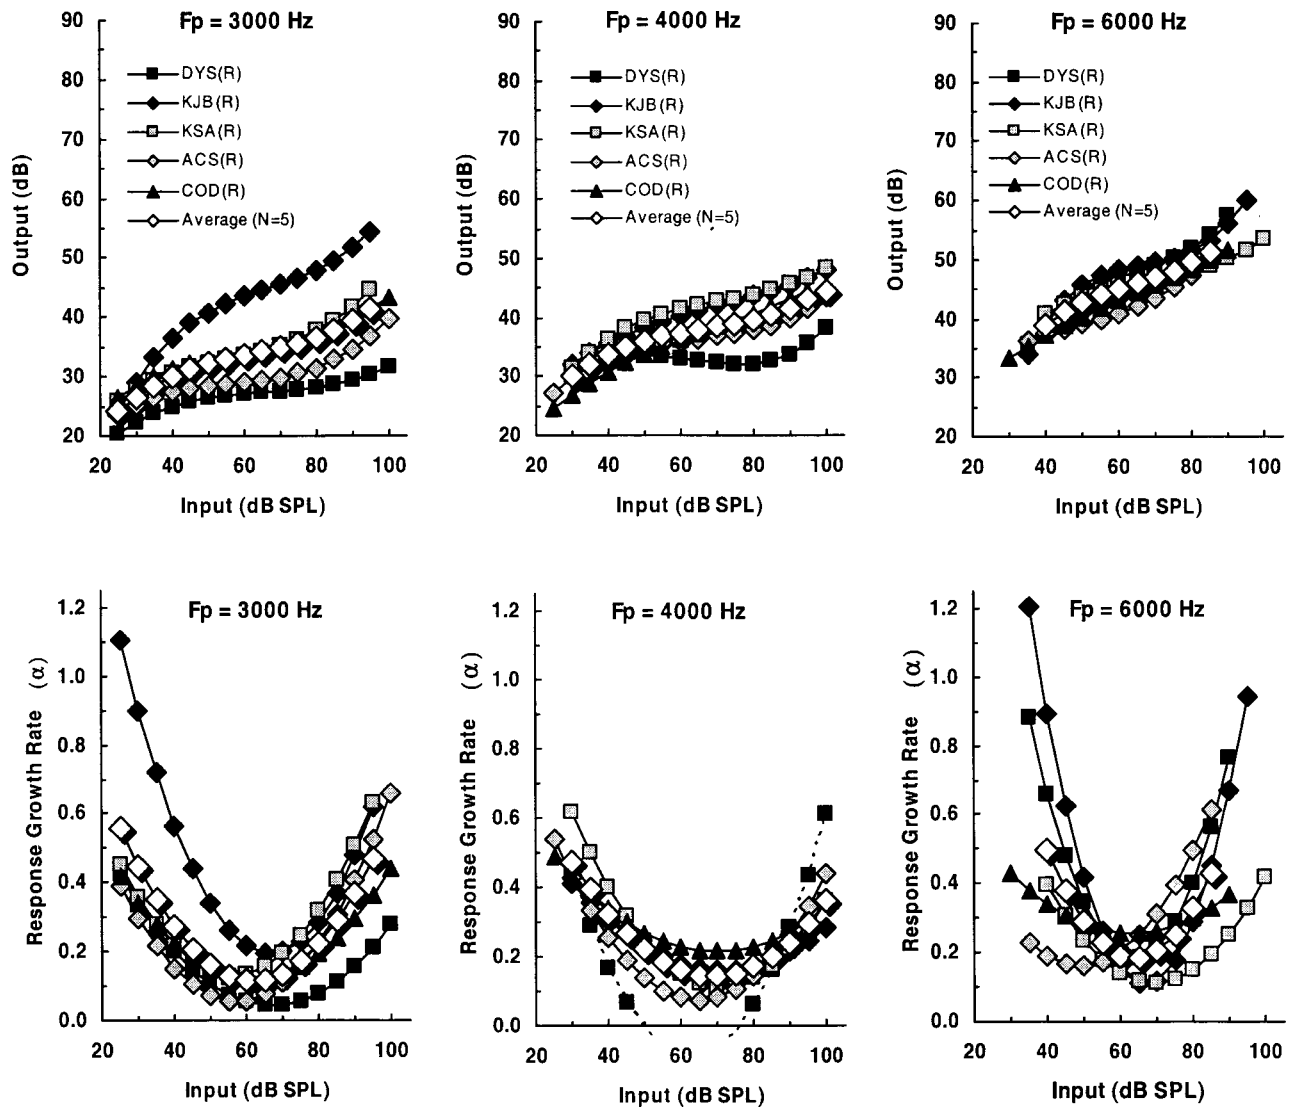 Fp = 3000 Hz
90
80
70
60
50
40
30
20
Output (dB)
DYS(R)
KJB(R)
KSA(R)
ACS(R)
COD(R)
Average (N=5)
20 40 60 80 100
Input (dB SPL)
Fp = 4000 Hz
90
80
70
60
50
40
30
20
Output (dB)
DYS(R)
KJB(R)
KSA(R)
ACS(R)
COD(R)
Average (N=5)
20 40 60 80 100
Input (dB SPL)
Fp = 6000 Hz
90
80
70
60
50
40
30
20
Output (dB)
DYS(R)
KJB(R)
KSA(R)
ACS(R)
COD(R)
Average (N=5)
20 40 60 80 100
Input (dB SPL)
Fp = 3000 Hz
1.2
1.0
0.8
0.6
0.4
0.2
0.0
Response Growth Rate (α)
20 40 60 80 100
Input (dB SPL)
Fp = 4000 Hz
1.2
1.0
0.8
0.6
0.4
0.2
0.0
Response Growth Rate (α)
20 40 60 80 100
Input (dB SPL)
Fp = 6000 Hz
1.2
1.0
0.8
0.6
0.4
0.2
0.0
Response Growth Rate (α)
20 40 60 80 100
Input (dB SPL)